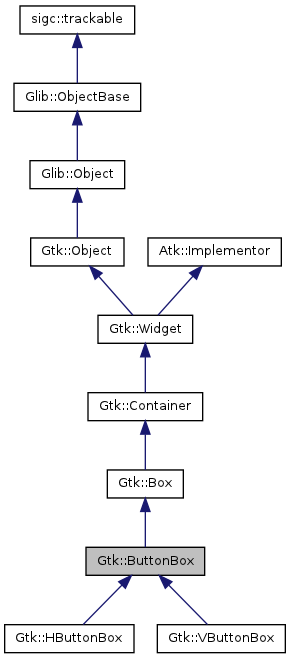 sigc::trackable
Glib::ObjectBase
Glib::Object
Gtk::Object
Atk::Implementor
Gtk::Widget
Gtk::Container
Gtk::Box
Gtk::ButtonBox
Gtk::HButtonBox
Gtk::VButtonBox